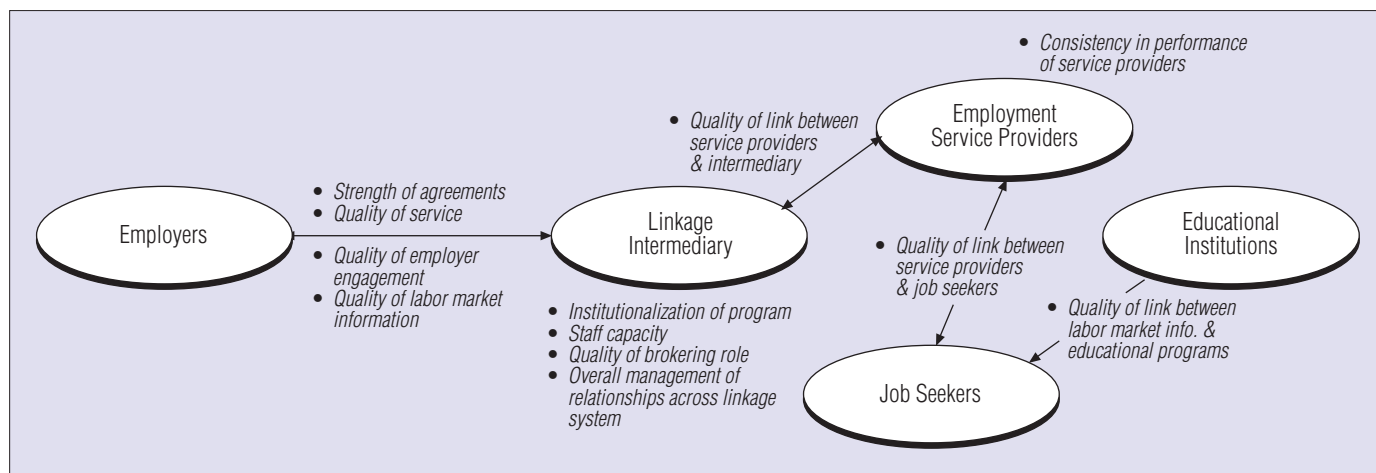 • Consistency in performance
of service providers
Employment
Service Providers
• Quality of link between
service providers
& intermediary
• Strength of agreements
• Quality of service
Employers
Linkage
Intermediary
Educational
Institutions
• Quality of employer
engagement
• Quality of labor market
information
• Quality of link between
service providers
& job seekers
• Institutionalization of program
• Staff capacity
• Quality of brokering role
• Overall management of
relationships across linkage
system
• Quality of link between
labor market info. &
educational programs
Job Seekers